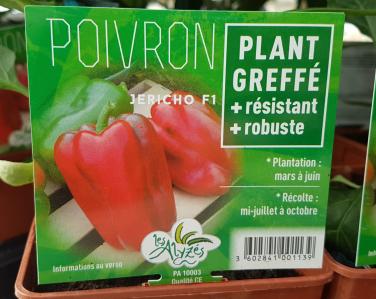 POIVRON
JERICHO F1
PLANT
GREFFÉ
+ résistant
+ robuste
* Plantation :
mars à juin
* Récolte :
mi-juillet à octobre
les Alyzés
Informations au verso
PA 10003
Qualité CE
3 602841 001139